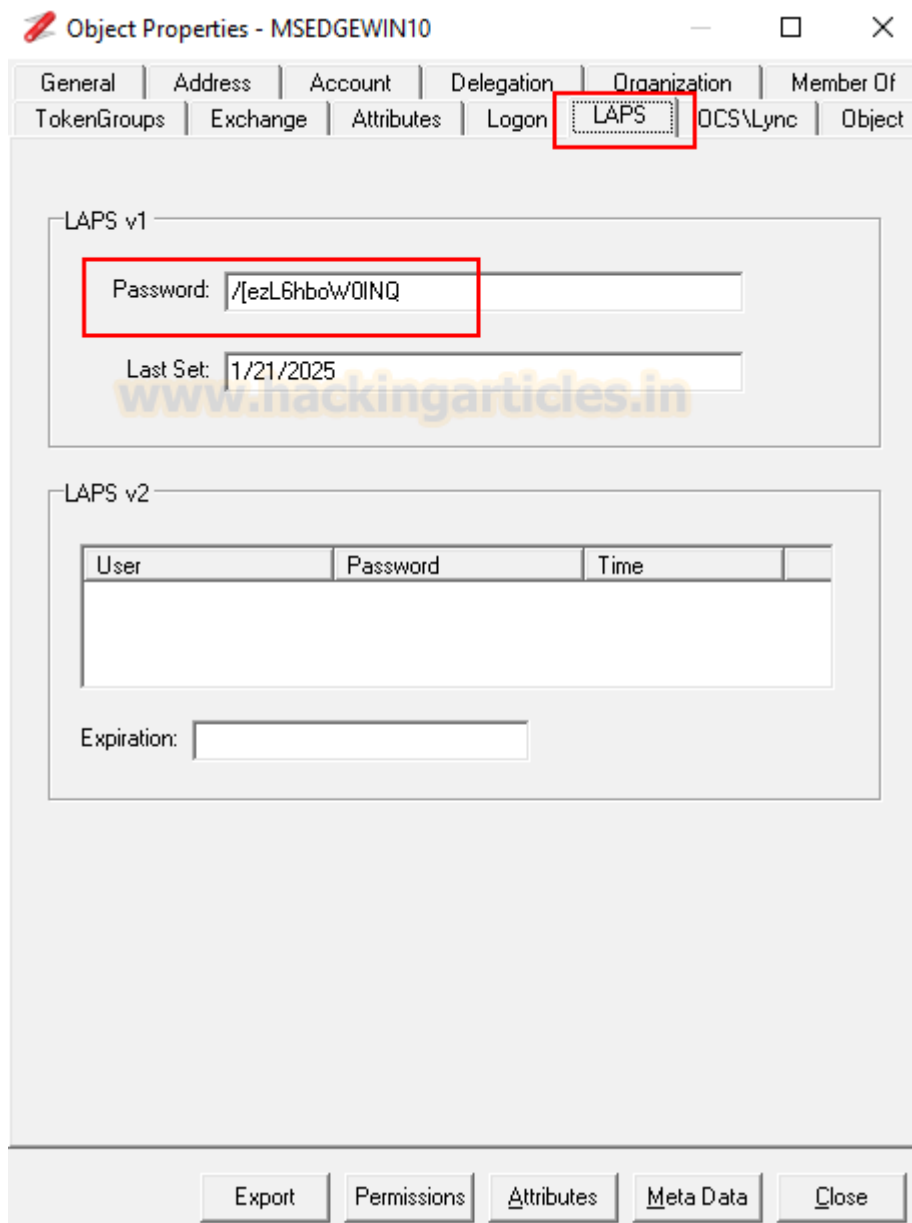 Object Properties - MSEDGEWIN10
General Address Account Delegation Organization Member Of
TokenGroups Exchange Attributes Logon LAPS OCS\Lync Object
LAPS v1
Password: /[ezL6hboW0INQ
Last Set: 1/21/2025
www.hackingarticles.in
LAPS v2
User Password Time
Expiration:
Export Permissions Attributes Meta Data Close